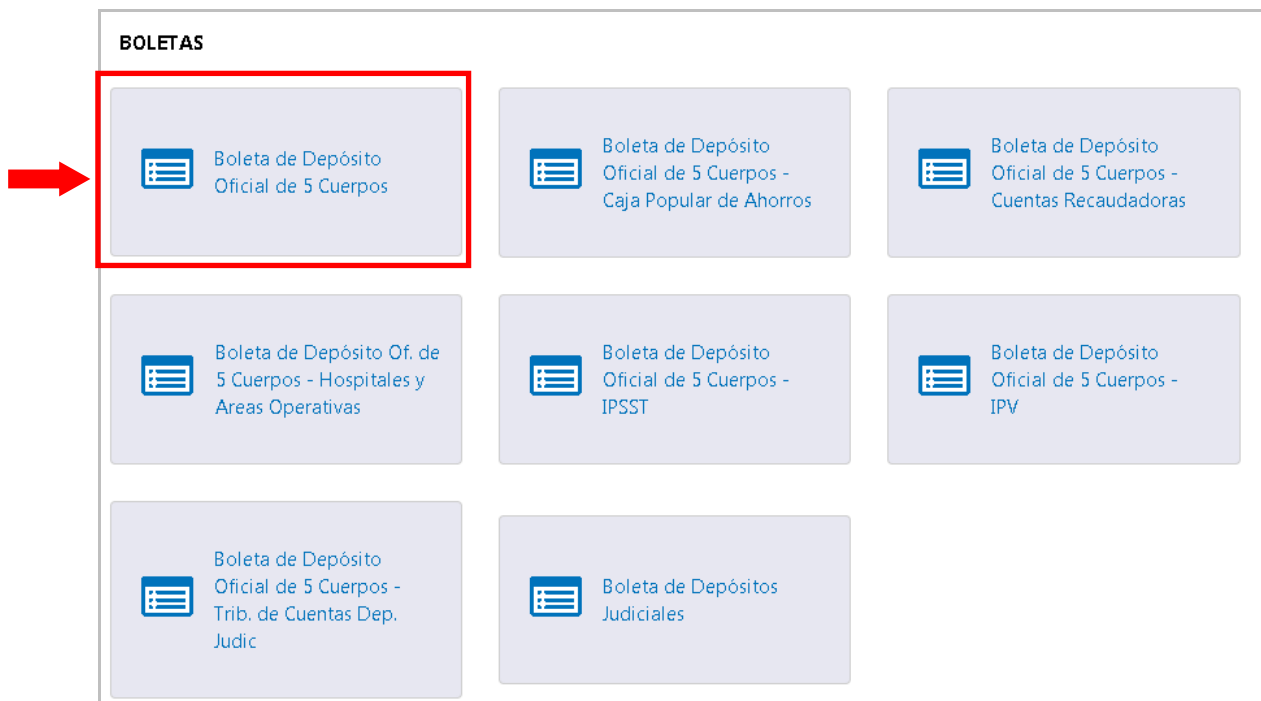 BOLETAS
Boleta de Depósito
Oficial de 5 Cuerpos
Boleta de Depósito
Oficial de 5 Cuerpos -
Caja Popular de Ahorros
Boleta de Depósito
Oficial de 5 Cuerpos -
Cuentas Recaudadoras
Boleta de Depósito Of. de
5 Cuerpos - Hospitales y
Areas Operativas
Boleta de Depósito
Oficial de 5 Cuerpos -
IPSST
Boleta de Depósito
Oficial de 5 Cuerpos -
IPV
Boleta de Depósito
Oficial de 5 Cuerpos -
Trib. de Cuentas Dep.
Judic
Boleta de Depósitos
Judiciales